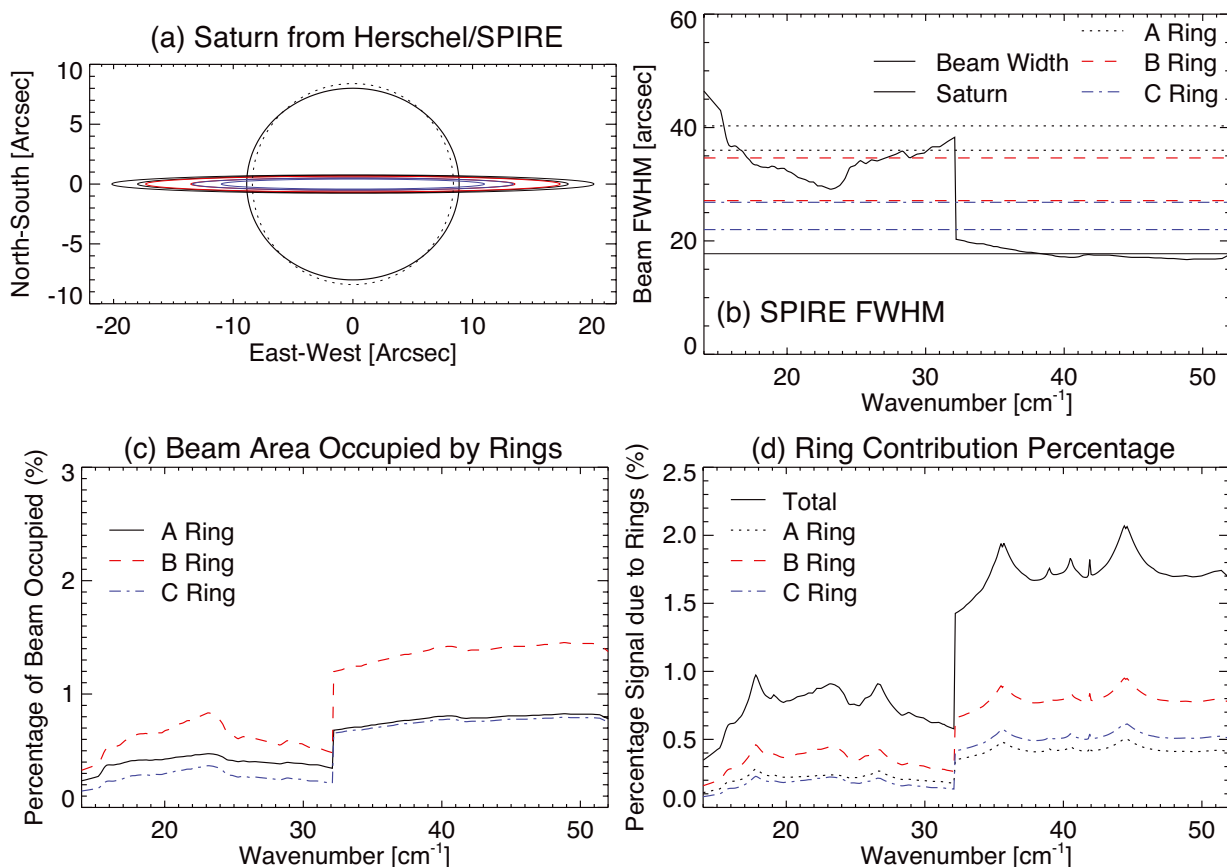 (a) Saturn from Herschel/SPIRE
North-South [Arcsec]
10
5
0
-5
-10
-20 -10 0 10 20
East-West [Arcsec]
Beam FWHM [arcsec]
60
40
20
0
Beam Width
Saturn
A Ring
B Ring
C Ring
(b) SPIRE FWHM
20 30 40 50
Wavenumber [cm-1]
(c) Beam Area Occupied by Rings
Percentage of Beam Occupied (%)
3
2
1
0
A Ring
B Ring
C Ring
20 30 40 50
Wavenumber [cm-1]
(d) Ring Contribution Percentage
Percentage Signal due to Rings (%)
2.5
2.0
1.5
1.0
0.5
0.0
Total
A Ring
B Ring
C Ring
20 30 40 50
Wavenumber [cm-1]